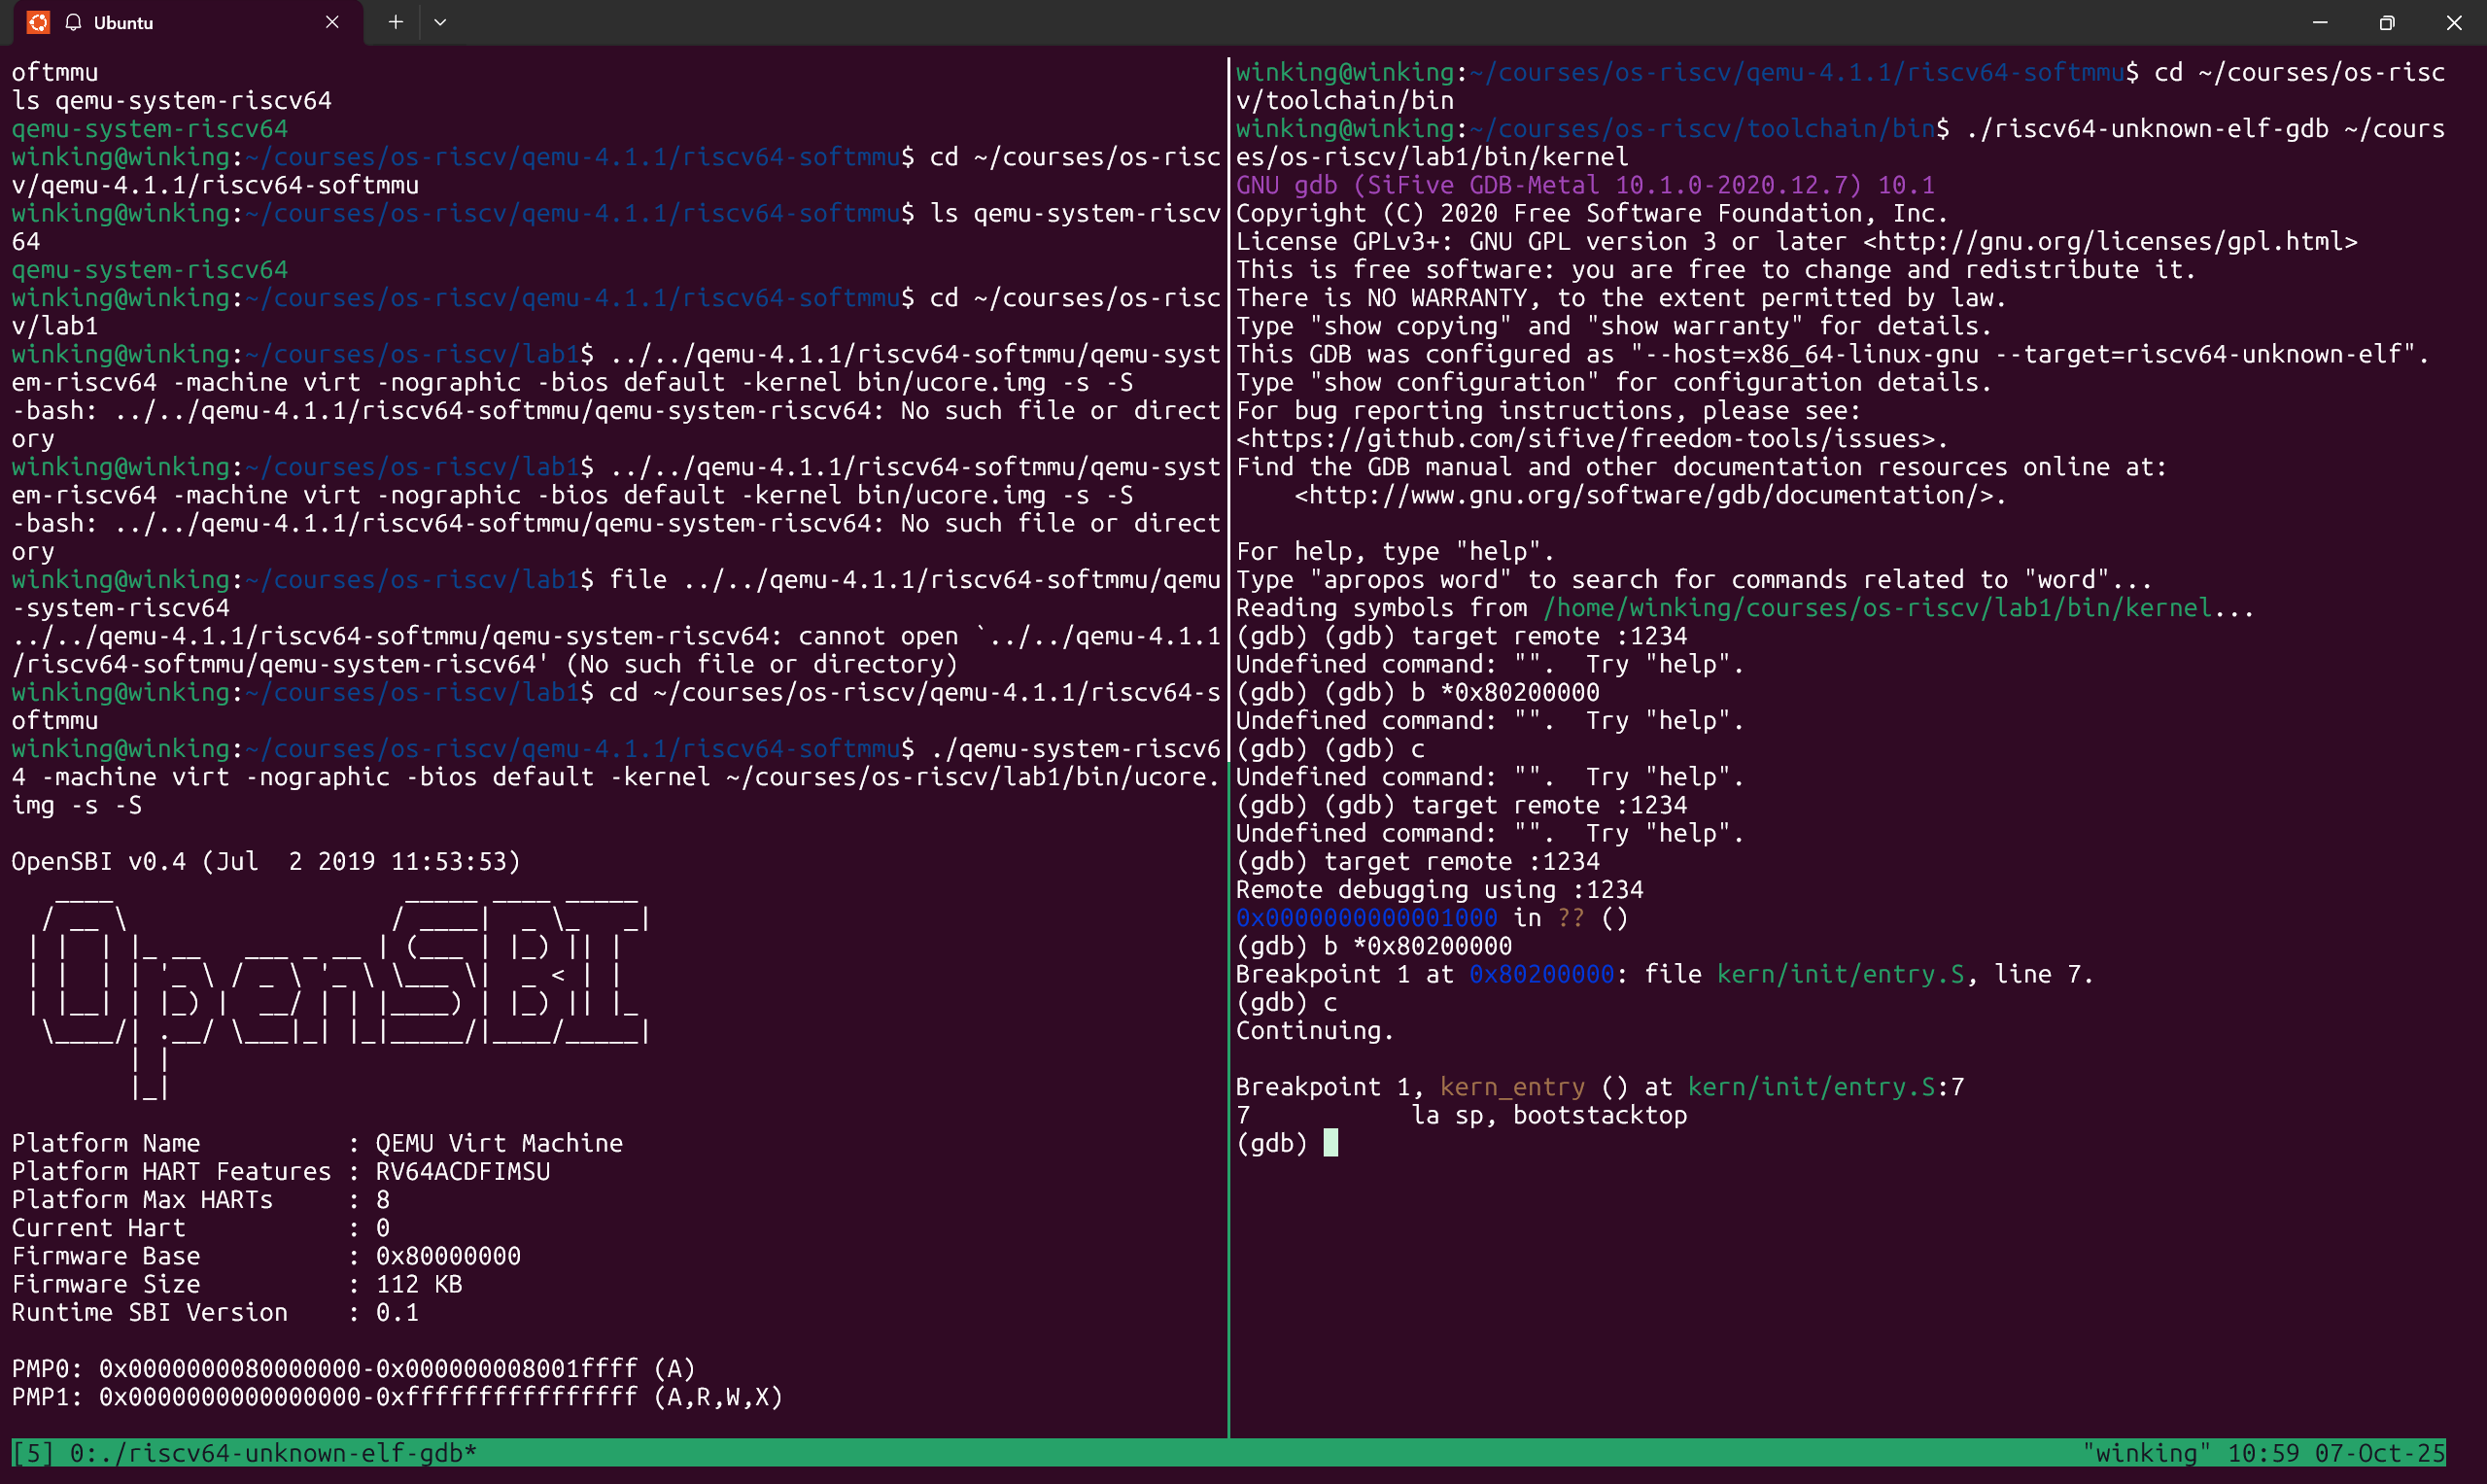 Ubuntu
oftmmu
ls qemu-system-riscv64
qemu-system-riscv64
winking@winking:~/courses/os-riscv/qemu-4.1.1/riscv64-softmmu$ cd ~/courses/os-risc
v/qemu-4.1.1/riscv64-softmmu
winking@winking:~/courses/os-riscv/qemu-4.1.1/riscv64-softmmu$ ls qemu-system-riscv
64
qemu-system-riscv64
winking@winking:~/courses/os-riscv/qemu-4.1.1/riscv64-softmmu$ cd ~/courses/os-risc
v/lab1
winking@winking:~/courses/os-riscv/lab1$ ../../qemu-4.1.1/riscv64-softmmu/qemu-syst
em-riscv64 -machine virt -nographic -bios default -kernel bin/ucore.img -s -S
-bash: ../../qemu-4.1.1/riscv64-softmmu/qemu-system-riscv64: No such file or direct
ory
winking@winking:~/courses/os-riscv/lab1$ ../../qemu-4.1.1/riscv64-softmmu/qemu-syst
em-riscv64 -machine virt -nographic -bios default -kernel bin/ucore.img -s -S
-bash: ../../qemu-4.1.1/riscv64-softmmu/qemu-system-riscv64: No such file or direct
ory
winking@winking:~/courses/os-riscv/lab1$ file ../../qemu-4.1.1/riscv64-softmmu/qemu
-system-riscv64
../../qemu-4.1.1/riscv64-softmmu/qemu-system-riscv64: cannot open `../../qemu-4.1.1
/riscv64-softmmu/qemu-system-riscv64' (No such file or directory)
winking@winking:~/courses/os-riscv/lab1$ cd ~/courses/os-riscv/qemu-4.1.1/riscv64-s
oftmmu
winking@winking:~/courses/os-riscv/qemu-4.1.1/riscv64-softmmu$ ./qemu-system-riscv6
4 -machine virt -nographic -bios default -kernel ~/courses/os-riscv/lab1/bin/ucore.
img -s -S
OpenSBI v0.4 (Jul  2 2019 11:53:53)
OpenSBI
Platform Name          : QEMU Virt Machine
Platform HART Features : RV64ACDFIMSU
Platform Max HARTs     : 8
Current Hart           : 0
Firmware Base          : 0x80000000
Firmware Size          : 112 KB
Runtime SBI Version    : 0.1
PMP0: 0x0000000080000000-0x000000008001ffff (A)
PMP1: 0x0000000000000000-0xffffffffffffffff (A,R,W,X)
winking@winking:~/courses/os-riscv/qemu-4.1.1/riscv64-softmmu$ cd ~/courses/os-risc
v/toolchain/bin
winking@winking:~/courses/os-riscv/toolchain/bin$ ./riscv64-unknown-elf-gdb ~/cours
es/os-riscv/lab1/bin/kernel
GNU gdb (SiFive GDB-Metal 10.1.0-2020.12.7) 10.1
Copyright (C) 2020 Free Software Foundation, Inc.
License GPLv3+: GNU GPL version 3 or later <http://gnu.org/licenses/gpl.html>
This is free software: you are free to change and redistribute it.
There is NO WARRANTY, to the extent permitted by law.
Type "show copying" and "show warranty" for details.
This GDB was configured as "--host=x86_64-linux-gnu --target=riscv64-unknown-elf".
Type "show configuration" for configuration details.
For bug reporting instructions, please see:
<https://github.com/sifive/freedom-tools/issues>.
Find the GDB manual and other documentation resources online at:
    <http://www.gnu.org/software/gdb/documentation/>.
For help, type "help".
Type "apropos word" to search for commands related to "word"...
Reading symbols from /home/winking/courses/os-riscv/lab1/bin/kernel...
(gdb) (gdb) target remote :1234
Undefined command: "".  Try "help".
(gdb) (gdb) b *0x80200000
Undefined command: "".  Try "help".
(gdb) (gdb) c
Undefined command: "".  Try "help".
(gdb) (gdb) target remote :1234
Undefined command: "".  Try "help".
(gdb) target remote :1234
Remote debugging using :1234
0x0000000000001000 in ?? ()
(gdb) b *0x80200000
Breakpoint 1 at 0x80200000: file kern/init/entry.S, line 7.
(gdb) c
Continuing.
Breakpoint 1, kern_entry () at kern/init/entry.S:7
7           la sp, bootstacktop
(gdb)
[5] 0:./riscv64-unknown-elf-gdb*
"winking" 10:59 07-Oct-25